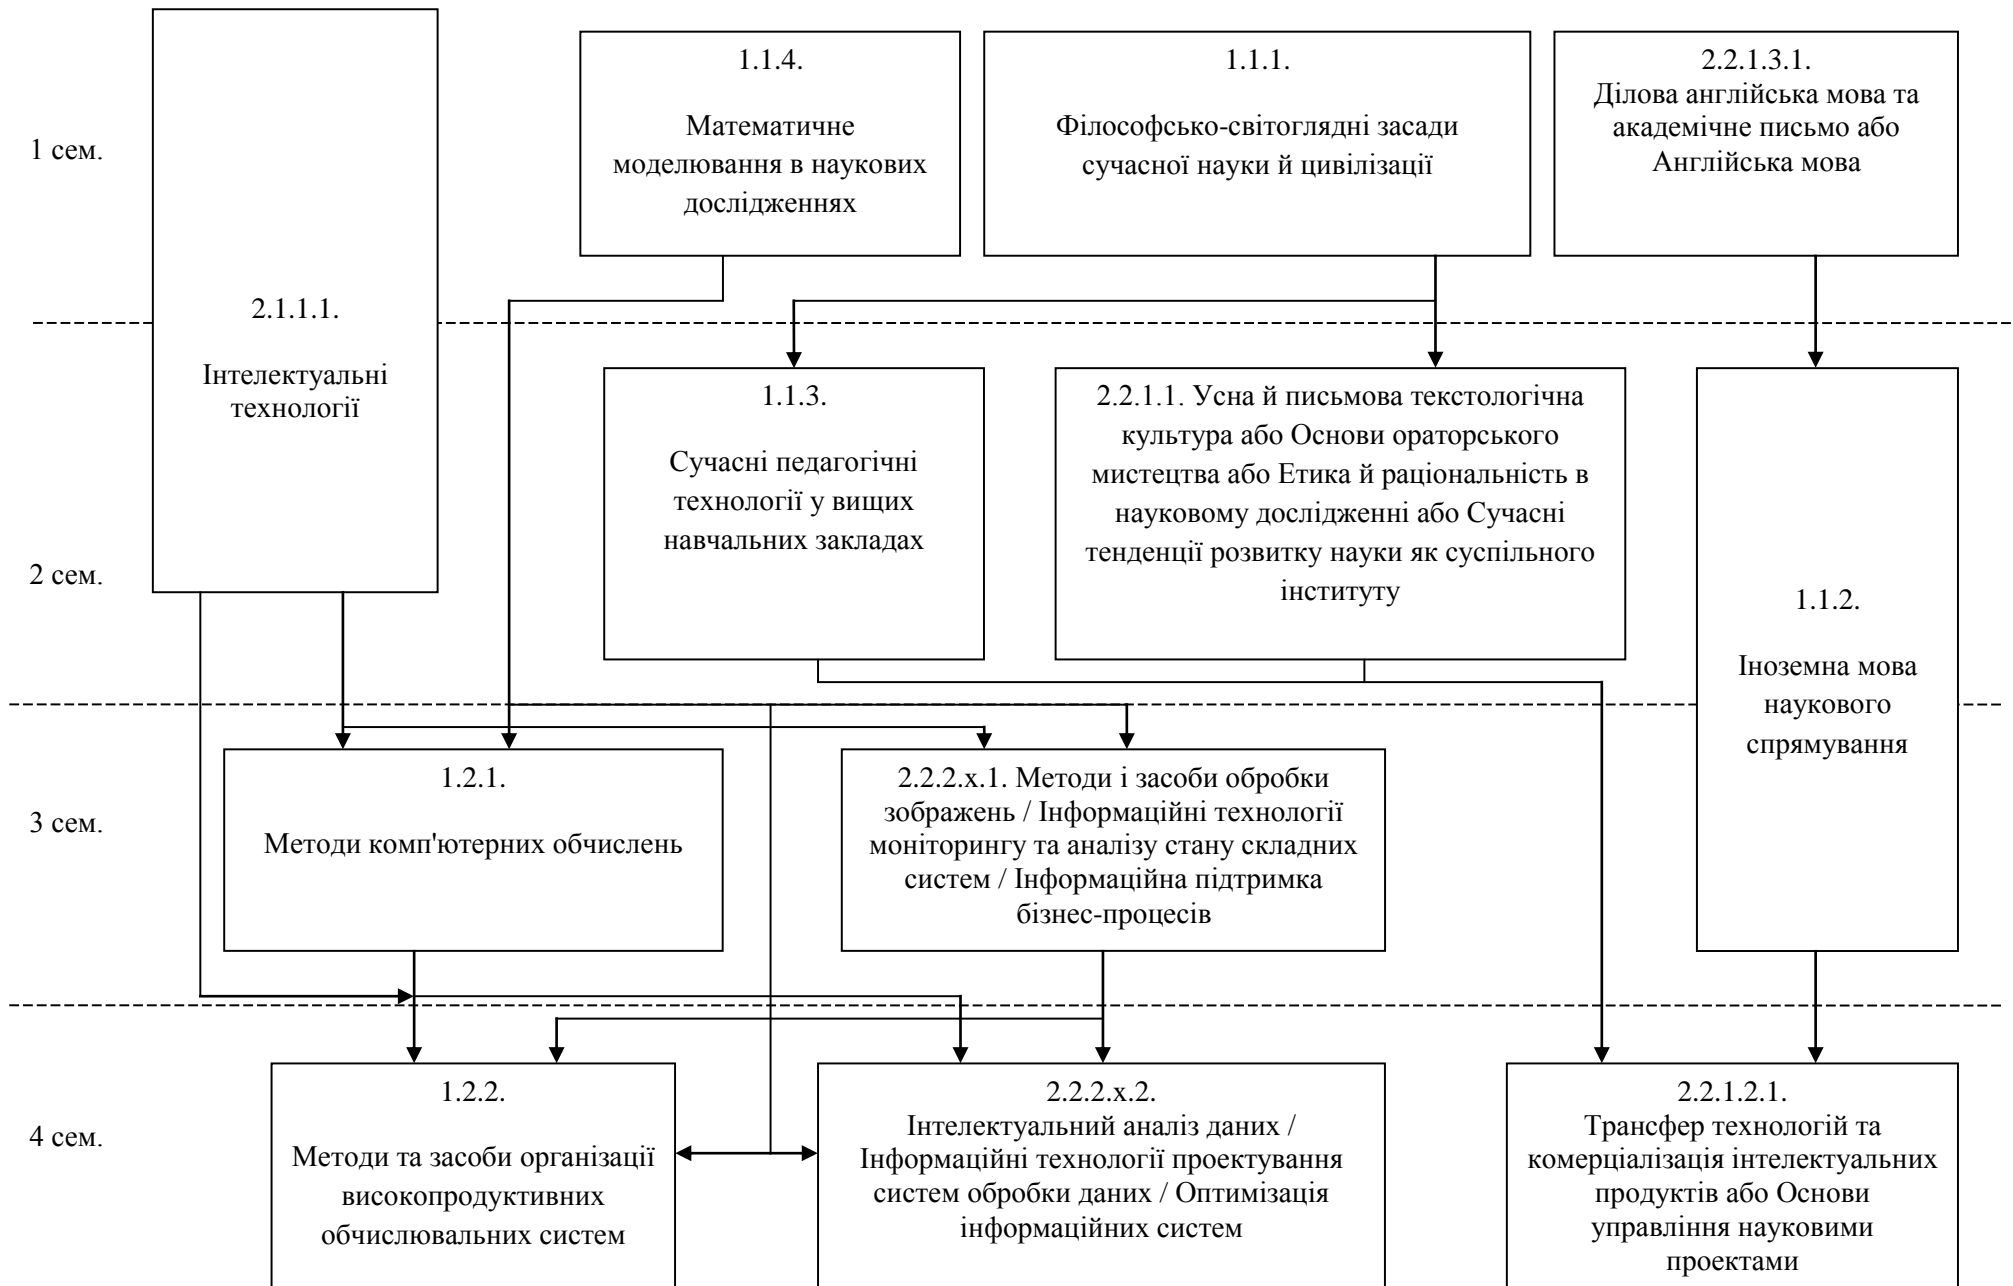 1 сем.
2.1.1.1.
Інтелектуальні
технології
1.1.4.
Математичне
моделювання в наукових
дослідженнях
1.1.1.
Філософсько-світоглядні засади
сучасної науки й цивілізації
2.2.1.3.1.
Ділова англійська мова та
академічне письмо або
Англійська мова
2 сем.
1.1.3.
Сучасні педагогічні
технології у вищих
навчальних закладах
2.2.1.1. Усна й письмова текстологічна
культура або Основи ораторського
мистецтва або Етика й раціональність в
науковому дослідженні або Сучасні
тенденції розвитку науки як суспільного
інституту
1.1.2.
Іноземна мова
наукового
спрямування
3 сем.
1.2.1.
Методи комп'ютерних обчислень
2.2.2.х.1. Методи і засоби обробки
зображень / Інформаційні технології
моніторингу та аналізу стану складних
систем / Інформаційна підтримка
бізнес-процесів
4 сем.
1.2.2.
Методи та засоби організації
високопродуктивних
обчислювальних систем
2.2.2.х.2.
Інтелектуальний аналіз даних /
Інформаційні технології проектування
систем обробки даних / Оптимізація
інформаційних систем
2.2.1.2.1.
Трансфер технологій та
комерціалізація інтелектуальних
продуктів або Основи
управління науковими
проектами